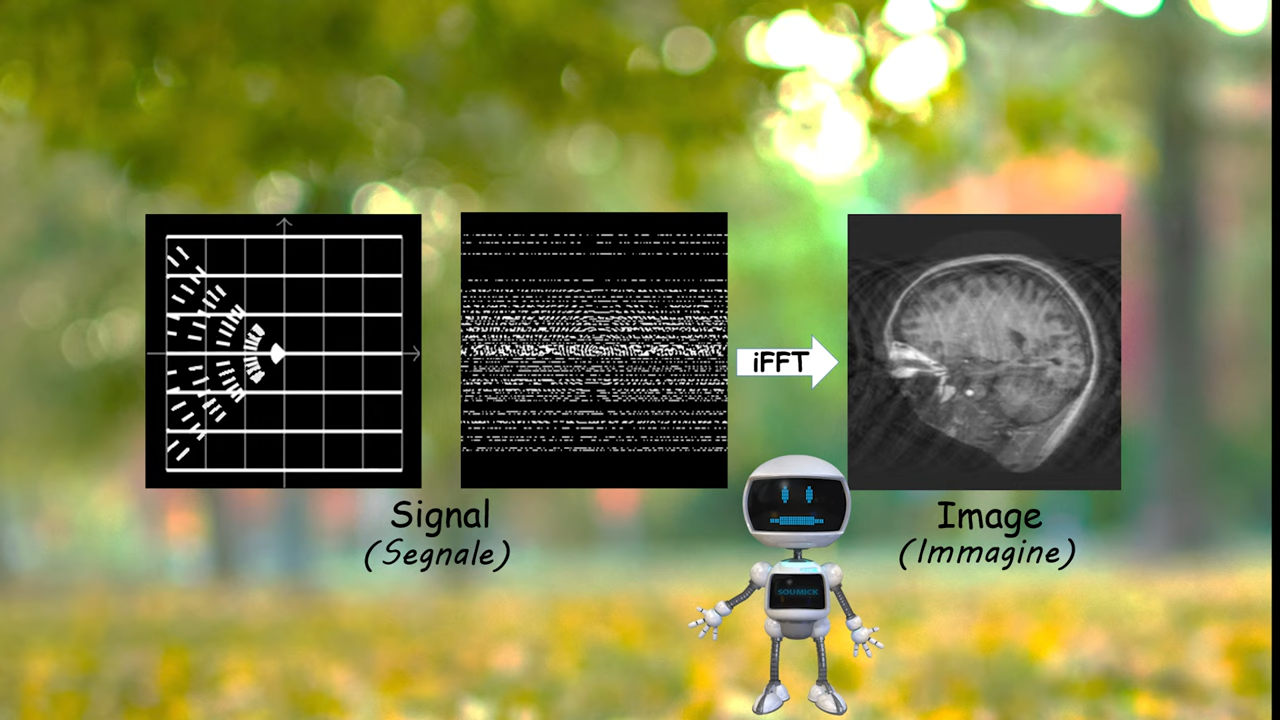 iFFT
Signal
(Segnale)
Image
(Immagine)
SOUMICK